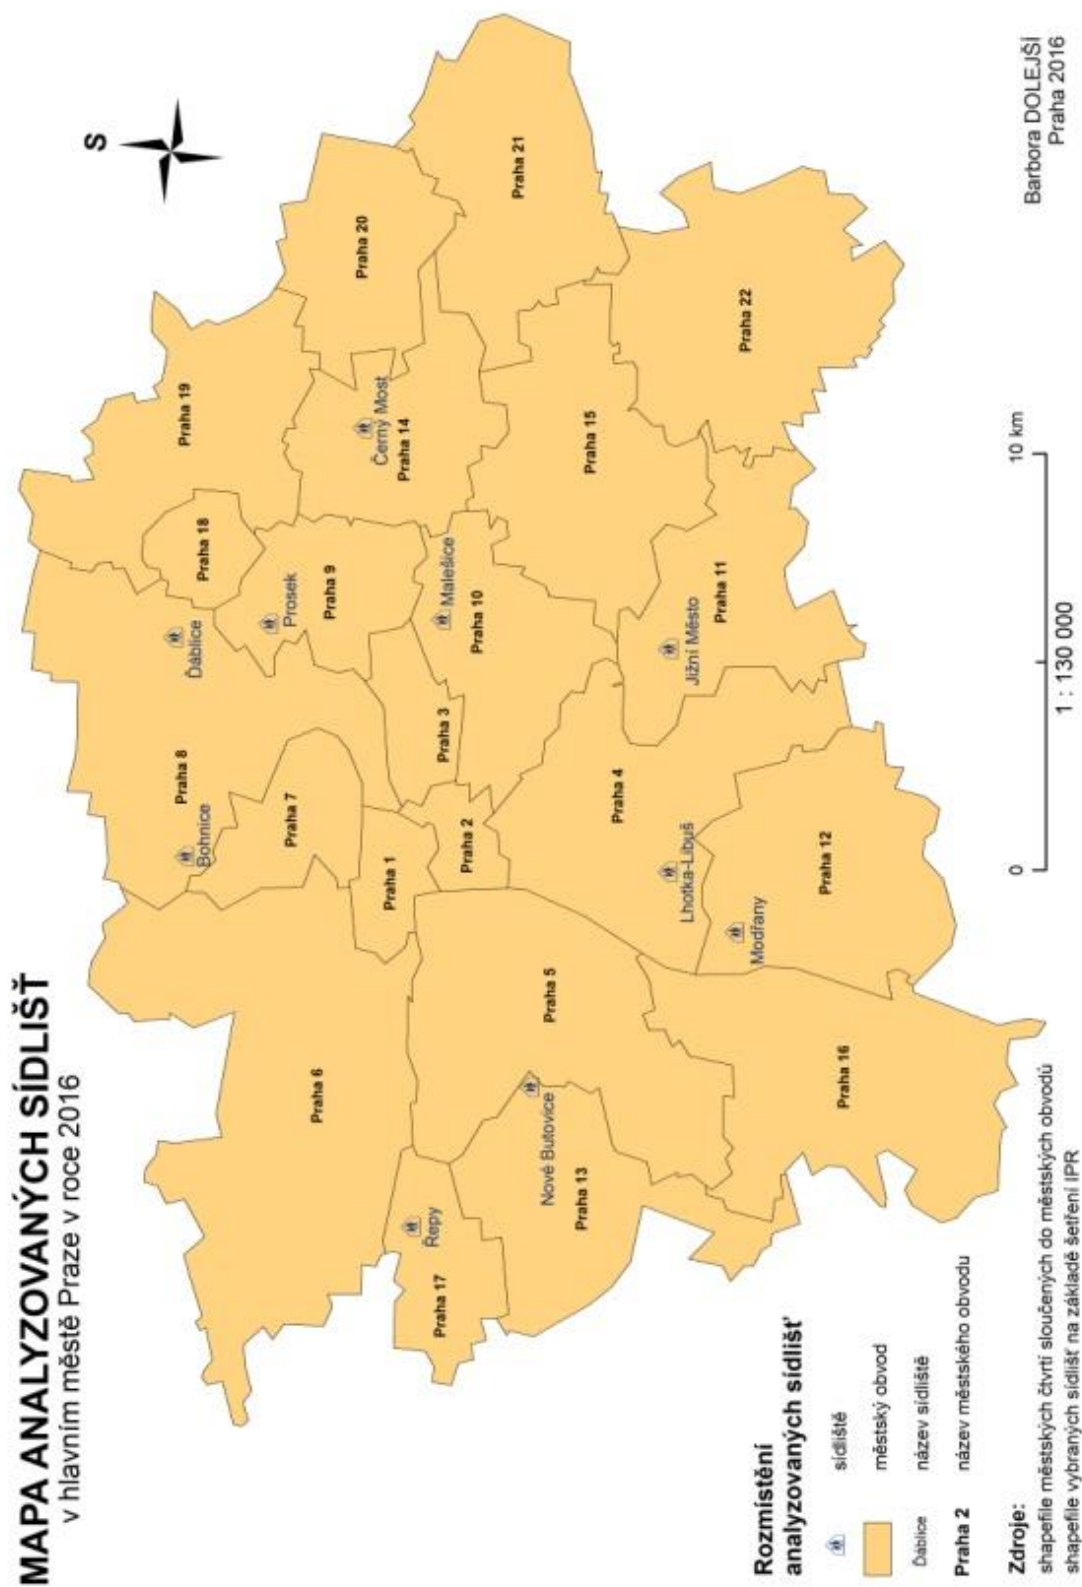 MAPA ANALYZOVANÝCH SÍDLIŠŤ
v hlavním městě Praze v roce 2016
S
Praha 19
Praha 18
Ďáblice
Praha 8
Bohnice
Praha 20
Prosek
Praha 9
Praha 7
Praha 6
Černý Most
Praha 14
Praha 21
Malešice
Praha 10
Praha 3
Praha 2
Praha 1
Řepy
Praha 17
Praha 15
Praha 5
Nové Butovice
Praha 13
Praha 4
Jižní Město
Praha 11
Praha 22
Lhotka-Libuš
Modřany
Praha 12
Praha 16
Rozmístění
analyzovaných sídlišť
sídliště
městský obvod
Ďáblice název sídliště
Praha 2 název městského obvodu
Zdroje:
shapefile městských čtvrtí sloučených do městských obvodů
shapefile vybraných sídlišť na základě šetření IPR
0 10 km
1 : 130 000
Barbora DOLEJŠÍ
Praha 2016